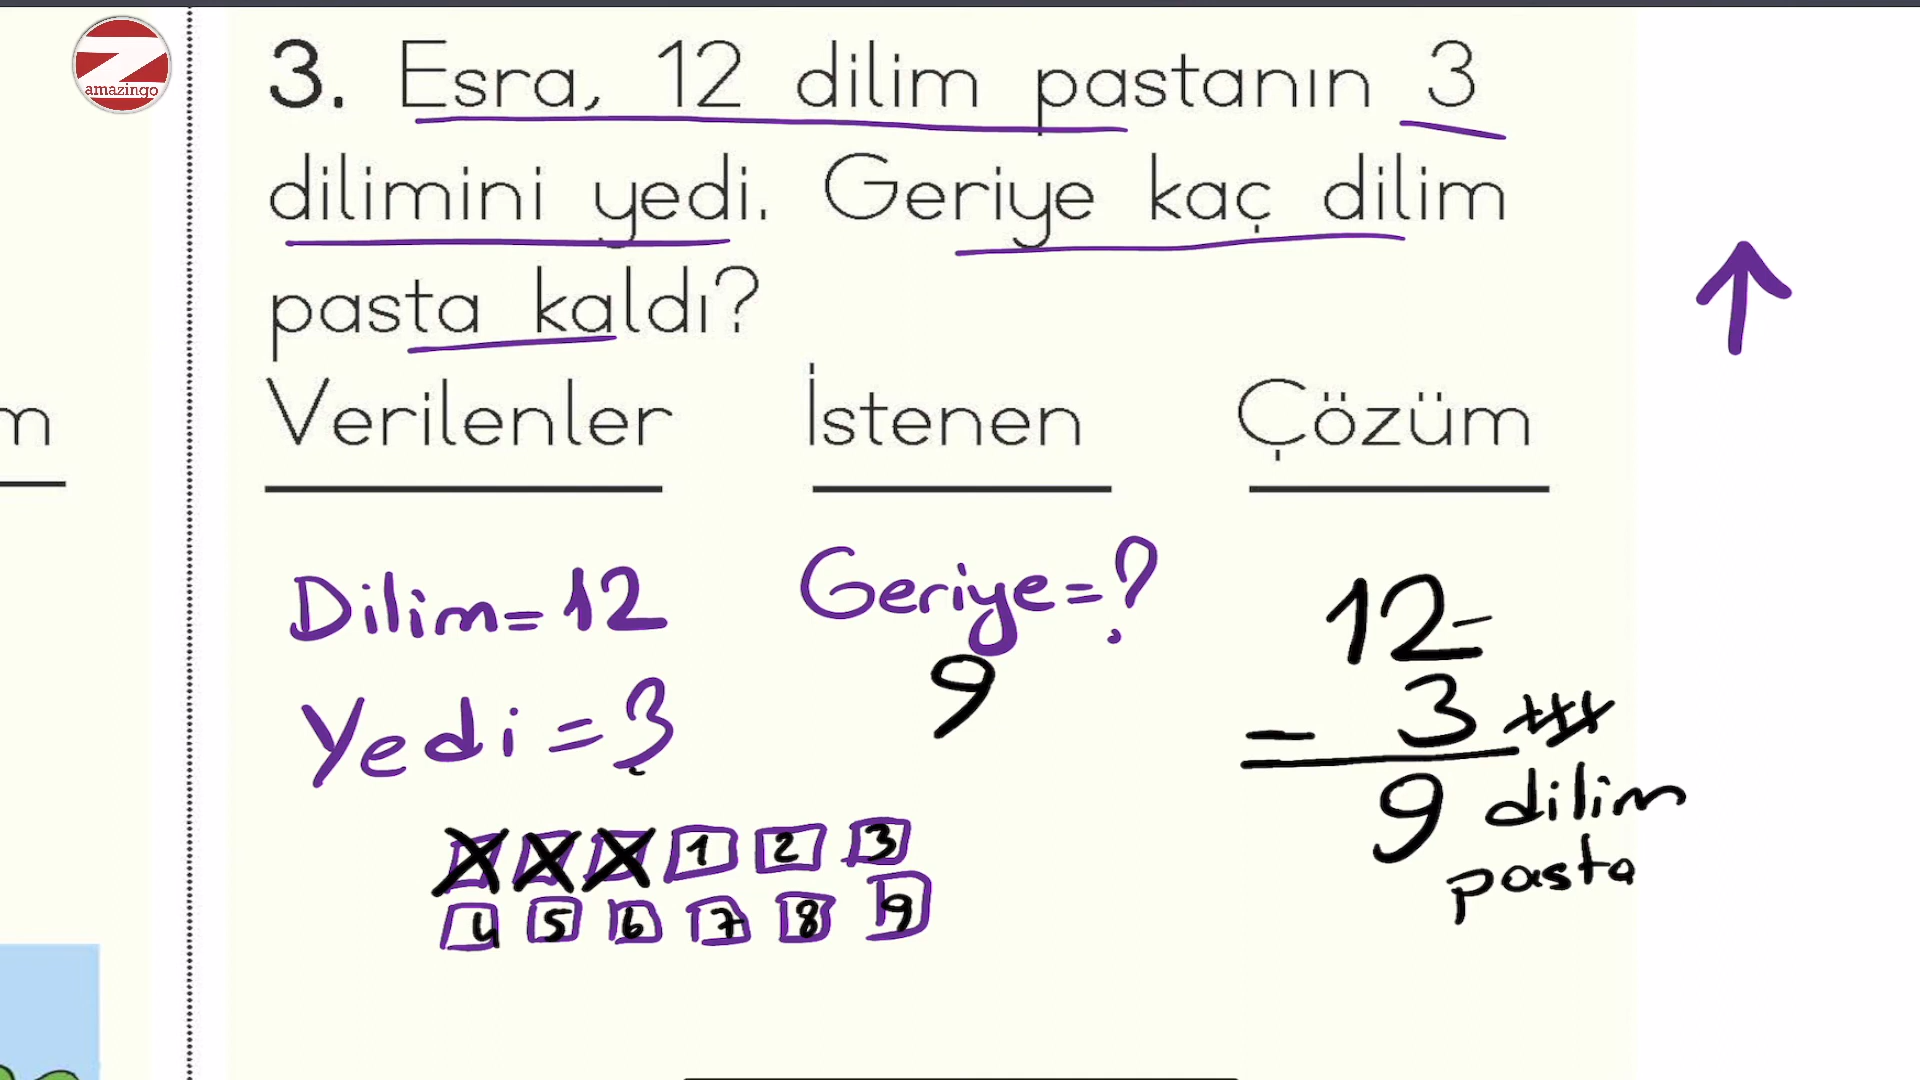 amazingo
3. Esra, 12 dilim pastanın 3
dilimini yedi. Geriye kaç dilim
pasta kaldı?
m
Verilenler İstenen Çözüm
Dilim=12 Geriye=? 12
Yedi=3 9 - 3
9 dilim
pasta
1 2 3
4 5 6 7 8 9